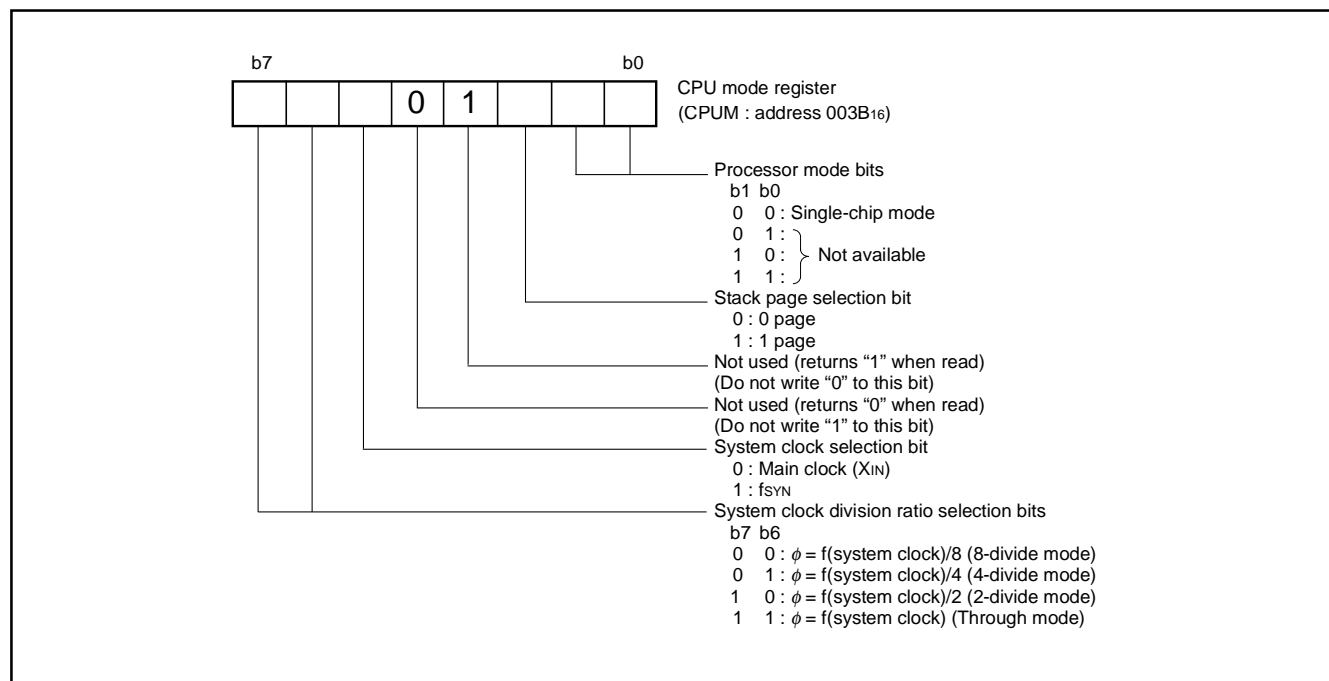 b7 b0
CPU mode register
0 1
(CPUM : address 003B16)
Processor mode bits
b1 b0
0 0 : Single-chip mode
0 1 :
1 0 : Not available
1 1 :
Stack page selection bit
0 : 0 page
1 : 1 page
Not used (returns “1” when read)
(Do not write “0” to this bit)
Not used (returns “0” when read)
(Do not write “1” to this bit)
System clock selection bit
0 : Main clock (XIN)
1 : fSYN
System clock division ratio selection bits
b7 b6
0 0 : ϕ = f(system clock)/8 (8-divide mode)
0 1 : ϕ = f(system clock)/4 (4-divide mode)
1 0 : ϕ = f(system clock)/2 (2-divide mode)
1 1 : ϕ = f(system clock) (Through mode)